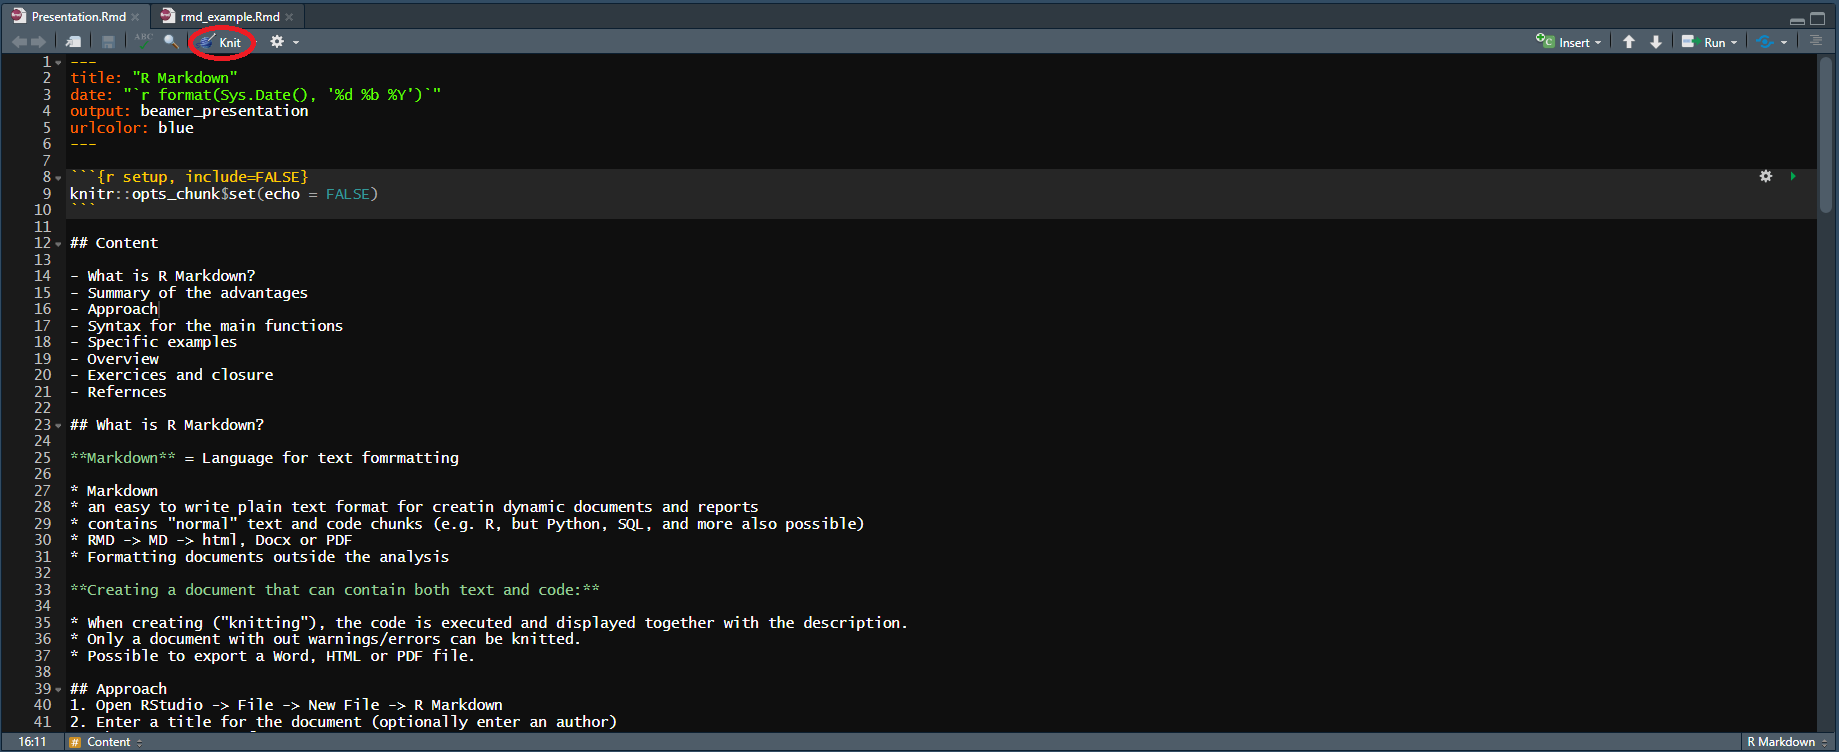 Presentation.Rmd
rmd_example.Rmd
ABC
Knit
Insert
Run
1 ---
2 title: "R Markdown"
3 date: "`r format(Sys.Date(), '%d %b %Y')`"
4 output: beamer_presentation
5 urlcolor: blue
6 ---
7
8 ```{r setup, include=FALSE}
9 knitr::opts_chunk$set(echo = FALSE)
10 ```
11
12 ## Content
13
14 - What is R Markdown?
15 - Summary of the advantages
16 - Approach
17 - Syntax for the main functions
18 - Specific examples
19 - Overview
20 - Exercices and closure
21 - Refernces
22
23 ## What is R Markdown?
24
25 **Markdown** = Language for text fomrmatting
26
27 * Markdown
28 * an easy to write plain text format for creatin dynamic documents and reports
29 * contains "normal" text and code chunks (e.g. R, but Python, SQL, and more also possible)
30 * RMD -> MD -> html, Docx or PDF
31 * Formatting documents outside the analysis
32
33 **Creating a document that can contain both text and code:**
34
35 * When creating ("knitting"), the code is executed and displayed together with the description.
36 * Only a document with out warnings/errors can be knitted.
37 * Possible to export a Word, HTML or PDF file.
38
39 ## Approach
40 1. Open RStudio -> File -> New File -> R Markdown
41 2. Enter a title for the document (optionally enter an author)
16:11 # Content
R Markdown